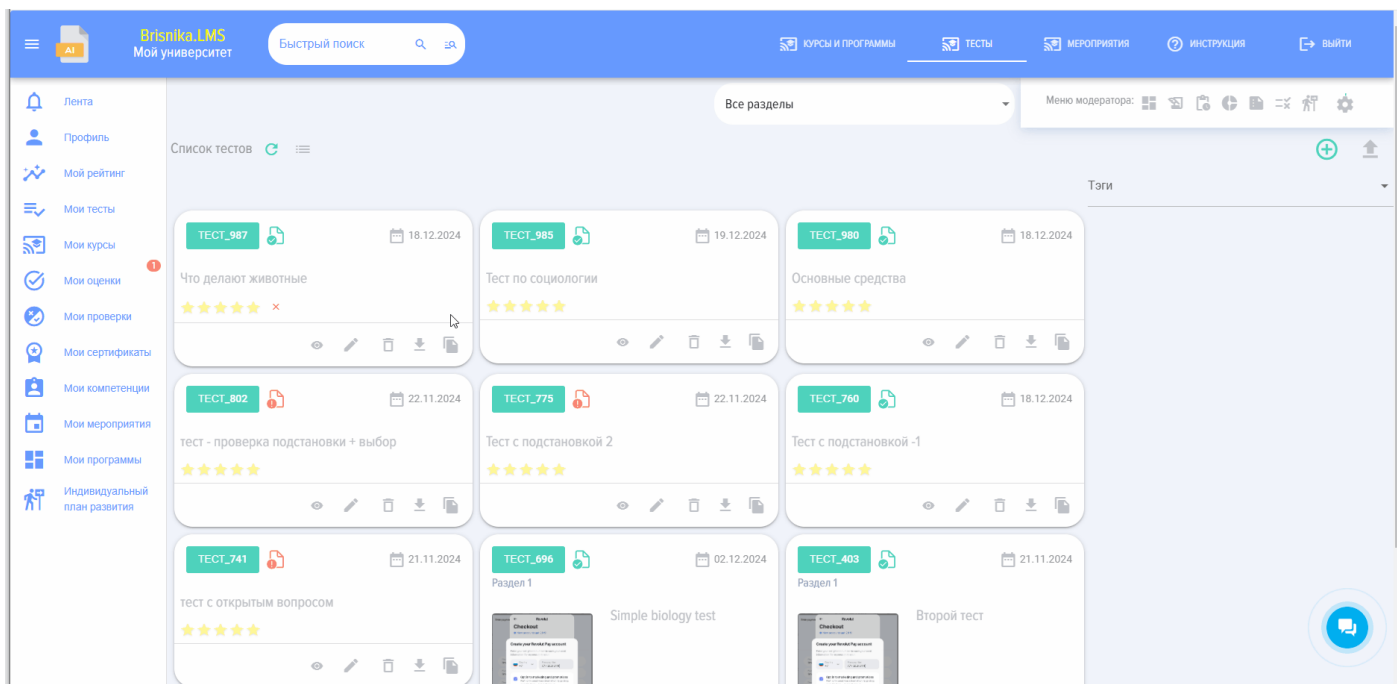 AI
Brisnika.LMS
Мой университет
Быстрый поиск
КУРСЫ И ПРОГРАММЫ
ТЕСТЫ
МЕРОПРИЯТИЯ
ИНСТРУКЦИЯ
ВЫЙТИ
Лента
Профиль
Мой рейтинг
Мои тесты
Мои курсы
1
Мои оценки
Мои проверки
Мои сертификаты
Мои компетенции
Мои мероприятия
Мои программы
Индивидуальный
план развития
Все разделы
Меню модератора:
Список тестов
Тэги
ТЕСТ_987
18.12.2024
Что делают животные
ТЕСТ_985
19.12.2024
Тест по социологии
ТЕСТ_980
18.12.2024
Основные средства
ТЕСТ_802
22.11.2024
тест - проверка подстановки + выбор
ТЕСТ_775
22.11.2024
Тест с подстановкой 2
ТЕСТ_760
18.12.2024
Тест с подстановкой -1
ТЕСТ_741
21.11.2024
тест с открытым вопросом
ТЕСТ_696
02.12.2024
Раздел 1
Simple biology test
Checkout
ТЕСТ_403
21.11.2024
Раздел 1
Второй тест
Checkout